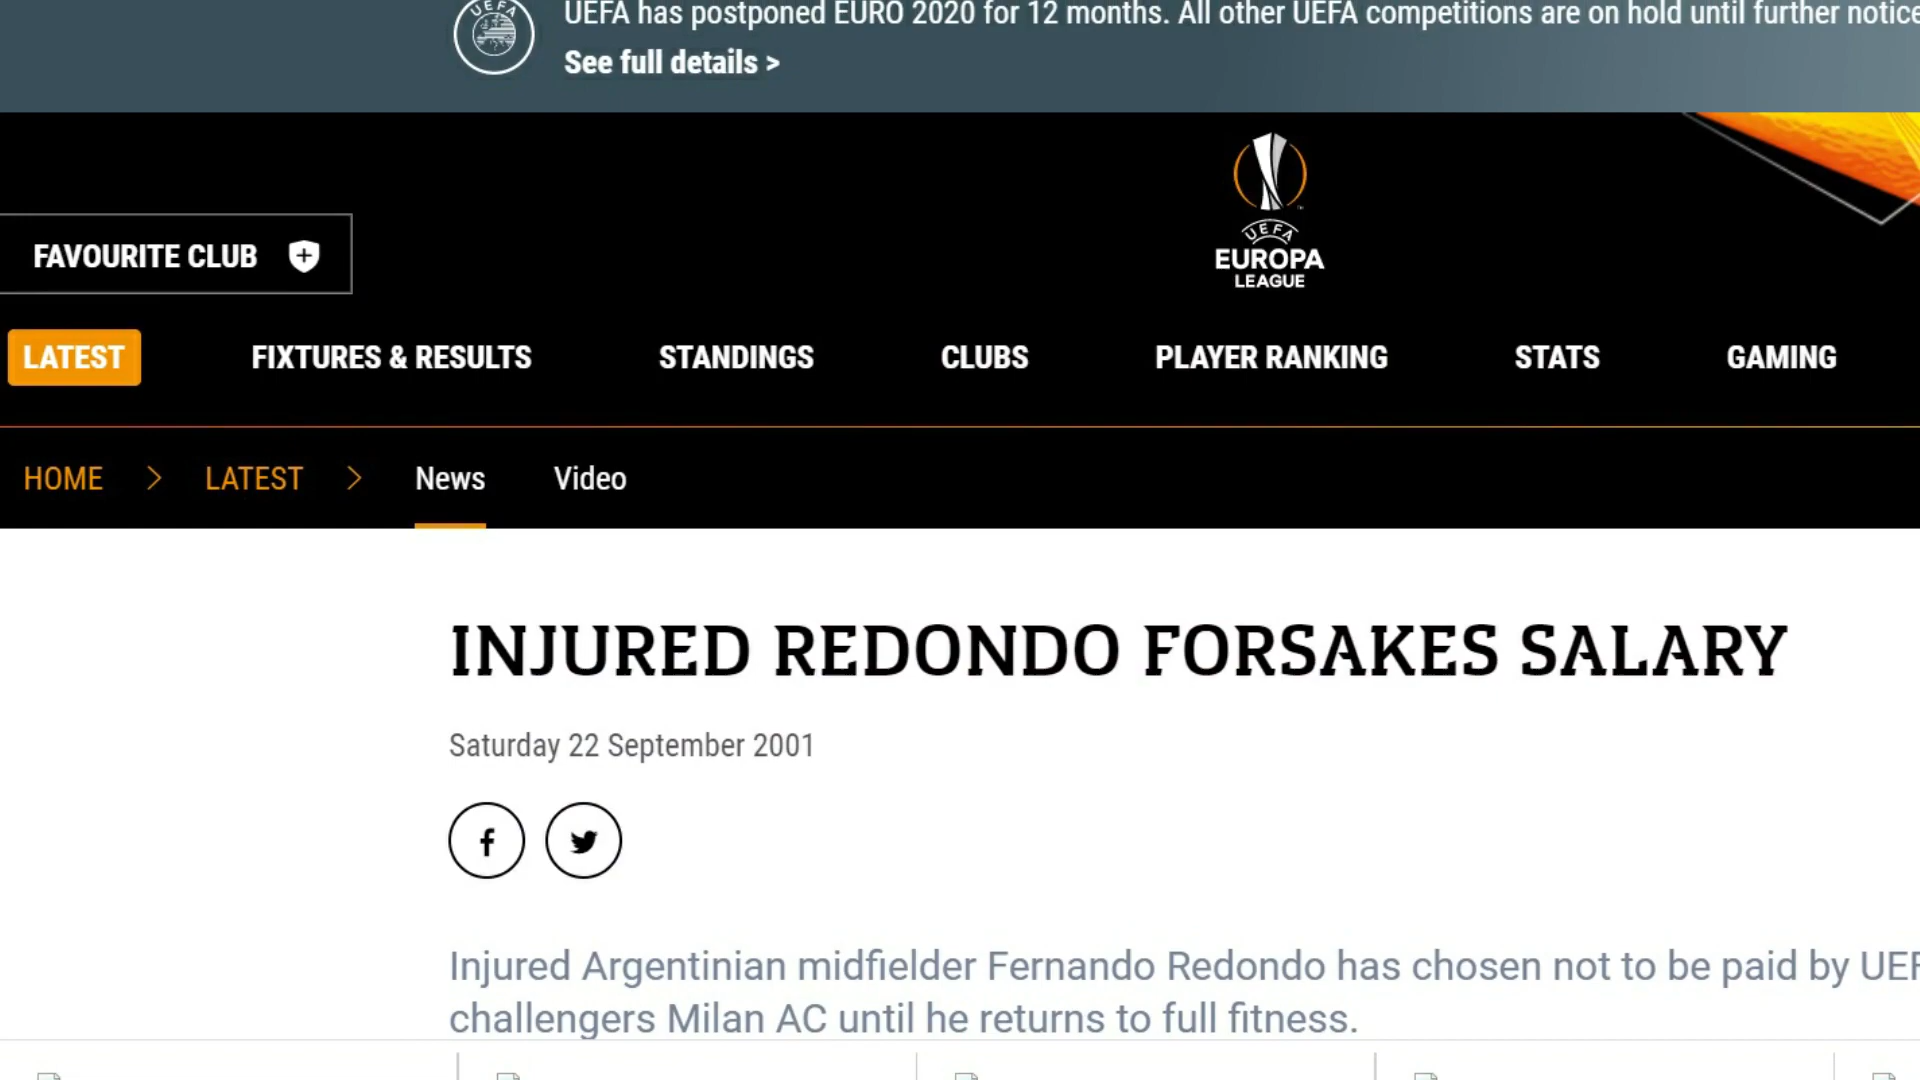 UEFA
UEFA has postponed EURO 2020 for 12 months. All other UEFA competitions are on hold until further notice
See full details >
UEFA
EUROPA
LEAGUE
FAVOURITE CLUB
LATEST FIXTURES & RESULTS STANDINGS CLUBS PLAYER RANKING STATS GAMING
HOME > LATEST > News Video
INJURED REDONDO FORSAKES SALARY
Saturday 22 September 2001
Injured Argentinian midfielder Fernando Redondo has chosen not to be paid by
challengers Milan AC until he returns to full fitness.